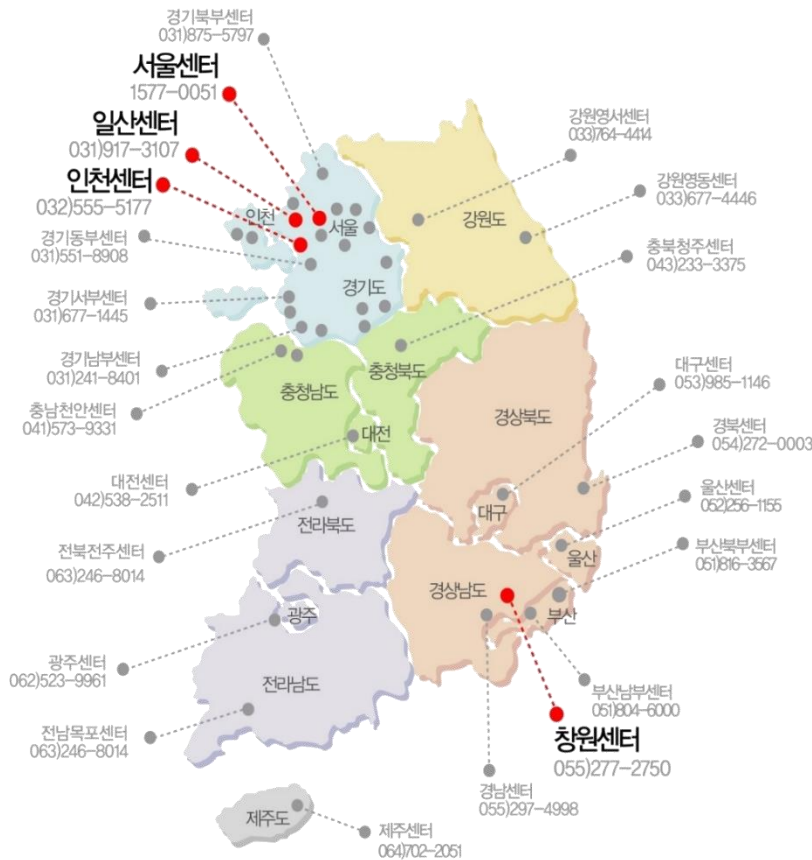 경기북부센터
031)875-5797
서울센터
1577-0051
일산센터
031)917-3107
인천센터
032)555-5177
경기동부센터
031)551-8908
경기서부센터
031)677-1445
경기남부센터
031)241-8401
충남천안센터
041)573-9331
대전센터
042)538-2511
전북전주센터
063)246-8014
광주센터
062)523-9961
전남목포센터
063)246-8014
강원영서센터
033)764-4414
강원영동센터
033)677-4446
충북청주센터
043)233-3375
대구센터
053)985-1146
경북센터
054)272-0003
울산센터
052)256-1155
부산북부센터
051)816-3567
부산남부센터
051)804-6000
창원센터
055)277-2750
경남센터
055)297-4998
제주센터
064)702-2051
인천
서울
강원도
경기도
충청남도
충청북도
대전
경상북도
대구
울산
전라북도
경상남도
부산
광주
전라남도
제주도